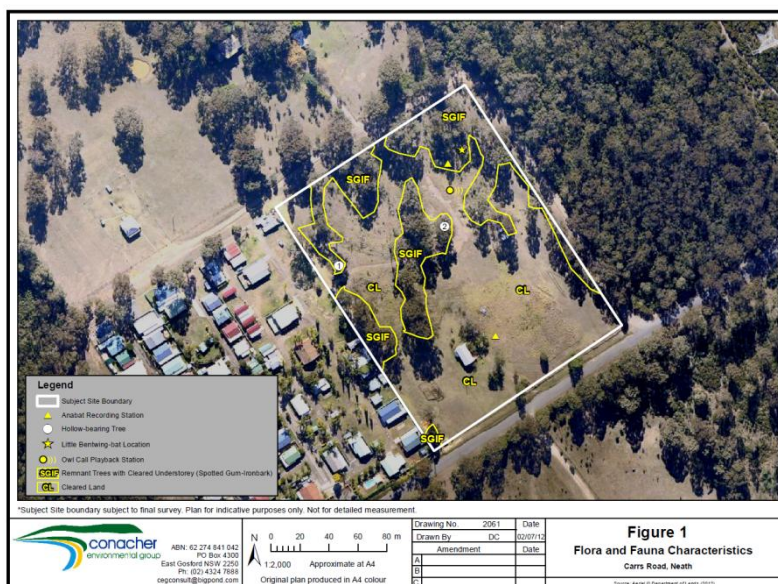 SGIF
SGIF
2
SGIF
1
CL
CL
SGIF
CL
SGIF
Legend
Subject Site Boundary
Anabat Recording Station
Hollow-bearing Tree
Little Bentwing-bat Location
Owl Call Playback Station
SGIF Remnant Trees with Cleared Understorey (Spotted Gum-Ironbark)
CL Cleared Land
*Subject Site boundary subject to final survey. Plan for indicative purposes only. Not for detailed measurement.
conacher
environmental group
ABN: 62 274 841 042
PO Box 4300
East Gosford NSW 2250
Ph: (02) 4324 7888
cegconsult@bigpond.com
N
0 20 40 60 80 m
1:2,000 Approximate at A4
Original plan produced in A4 colour
Drawing No. 2061 Date
Drawn By DC 02/07/12
Amendment Date
A
B
C
Figure 1
Flora and Fauna Characteristics
Carrs Road, Neath